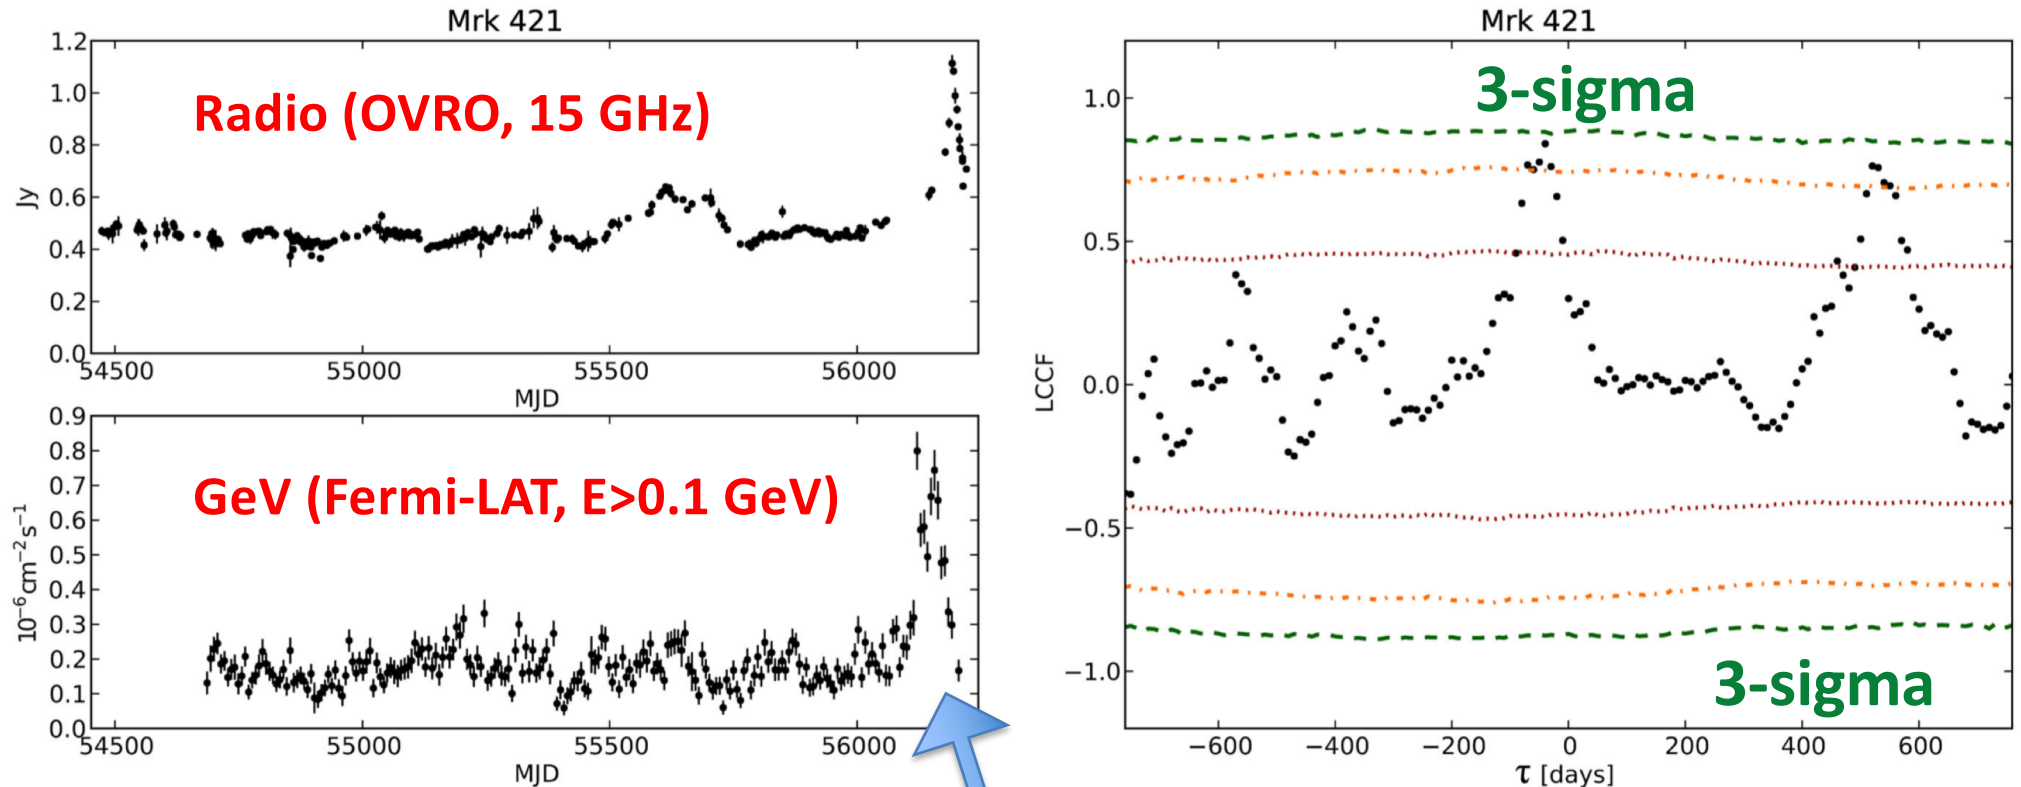 Mrk 421
1.2
1.0
0.8
0.6
0.4
0.2
0.0
Jy
Radio (OVRO, 15 GHz)
54500 55000 55500 56000
MJD
0.9
0.8
0.7
0.6
0.5
0.4
0.3
0.2
0.1
0.0
10⁻⁶cm⁻²s⁻¹
GeV (Fermi-LAT, E>0.1 GeV)
54500 55000 55500 56000
MJD
Mrk 421
3-sigma
1.0
0.5
0.0
−0.5
−1.0
LCCF
3-sigma
−600 −400 −200 0 200 400 600
τ [days]